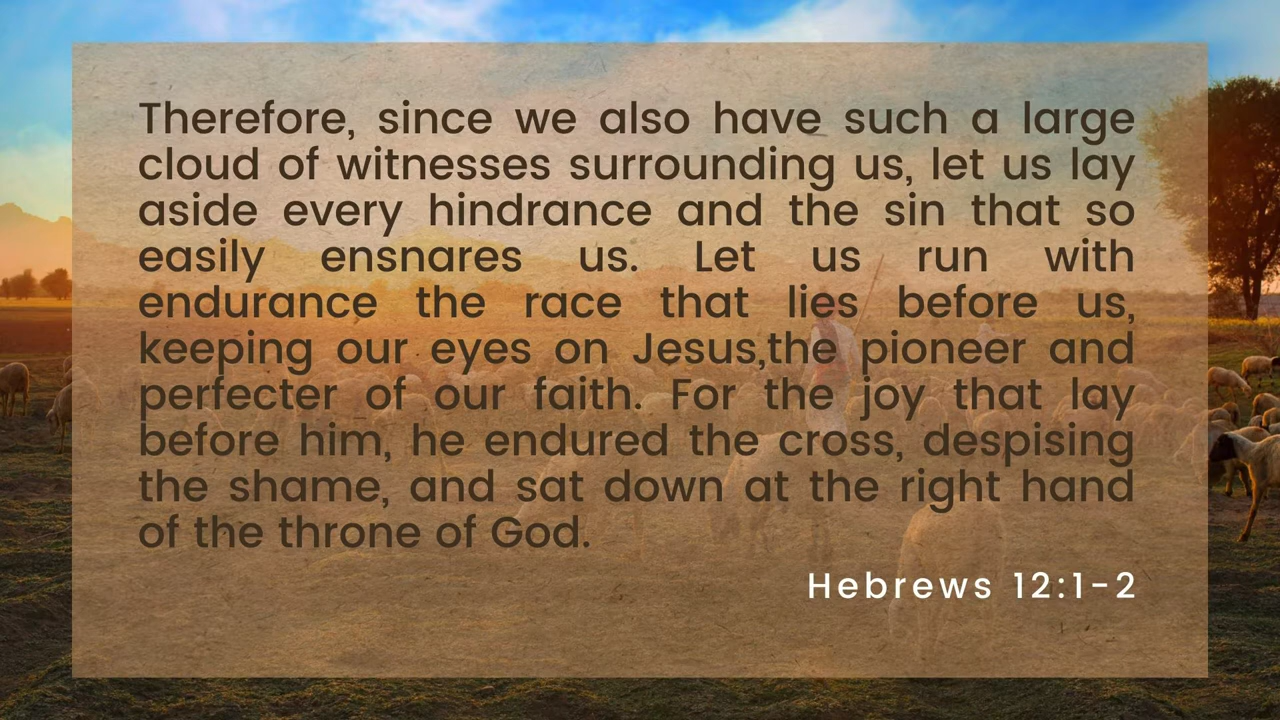 Therefore, since we also have such a large
cloud of witnesses surrounding us, let us lay
aside every hindrance and the sin that so
easily ensnares us. Let us run with
endurance the race that lies before us,
keeping our eyes on Jesus,the pioneer and
perfecter of our faith. For the joy that lay
before him, he endured the cross, despising
the shame, and sat down at the right hand
of the throne of God.
Hebrews 12:1-2